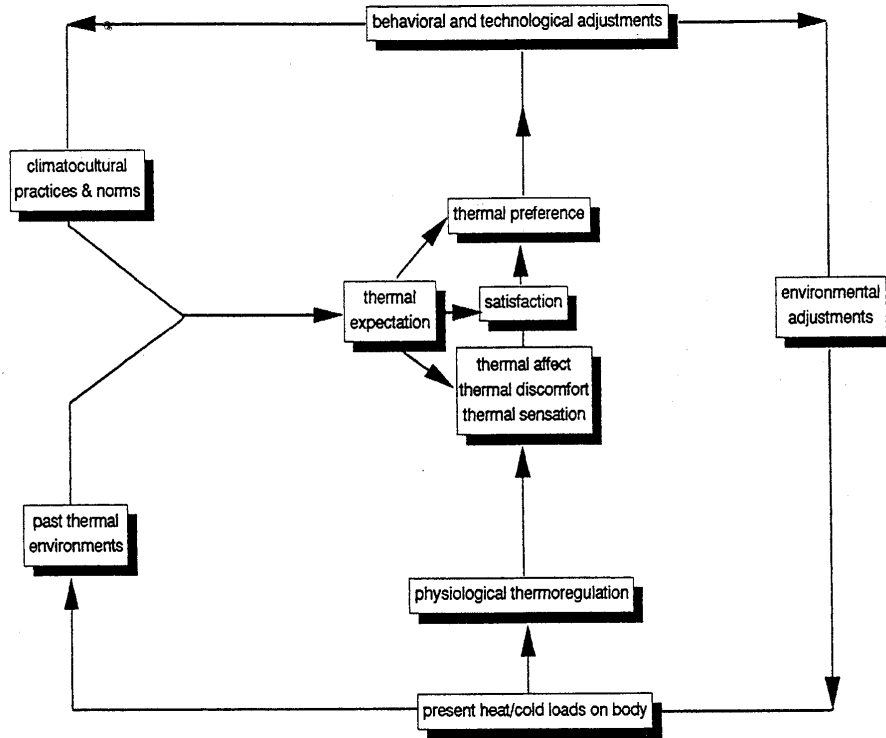 behavioral and technological adjustments
climatocultural
practices & norms
thermal preference
thermal
expectation
satisfaction
environmental
adjustments
thermal affect
thermal discomfort
thermal sensation
past thermal
environments
physiological thermoregulation
present heat/cold loads on body